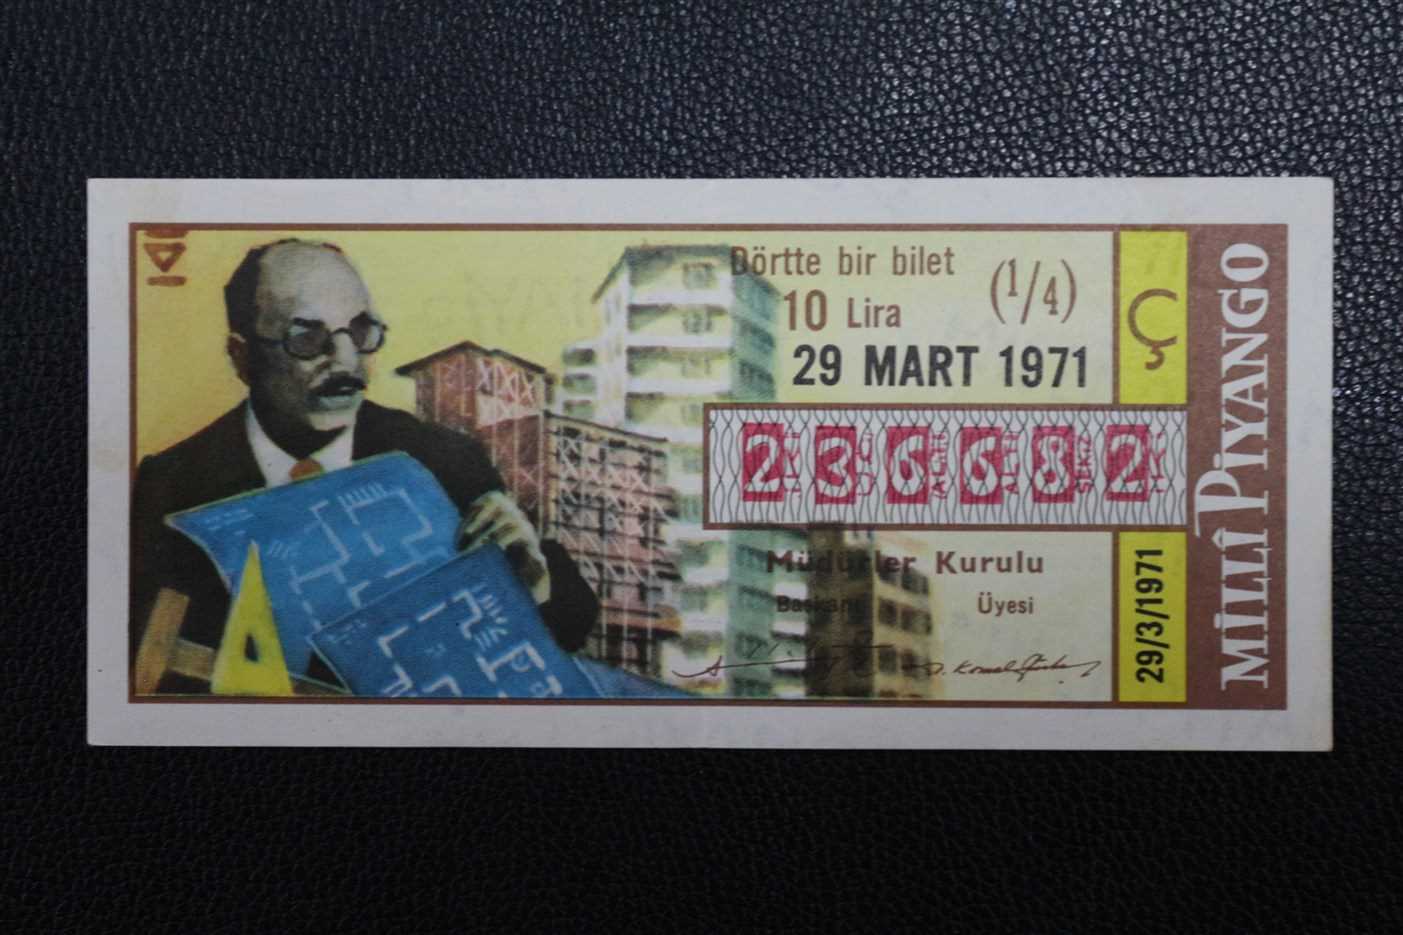 Dörtte bir bilet
(1/4)
10 Lira
29 MART 1971
Ç
236682
Müdürler Kurulu
Başkanı Üyesi
29/3/1971
MİLLÎ PİYANGO